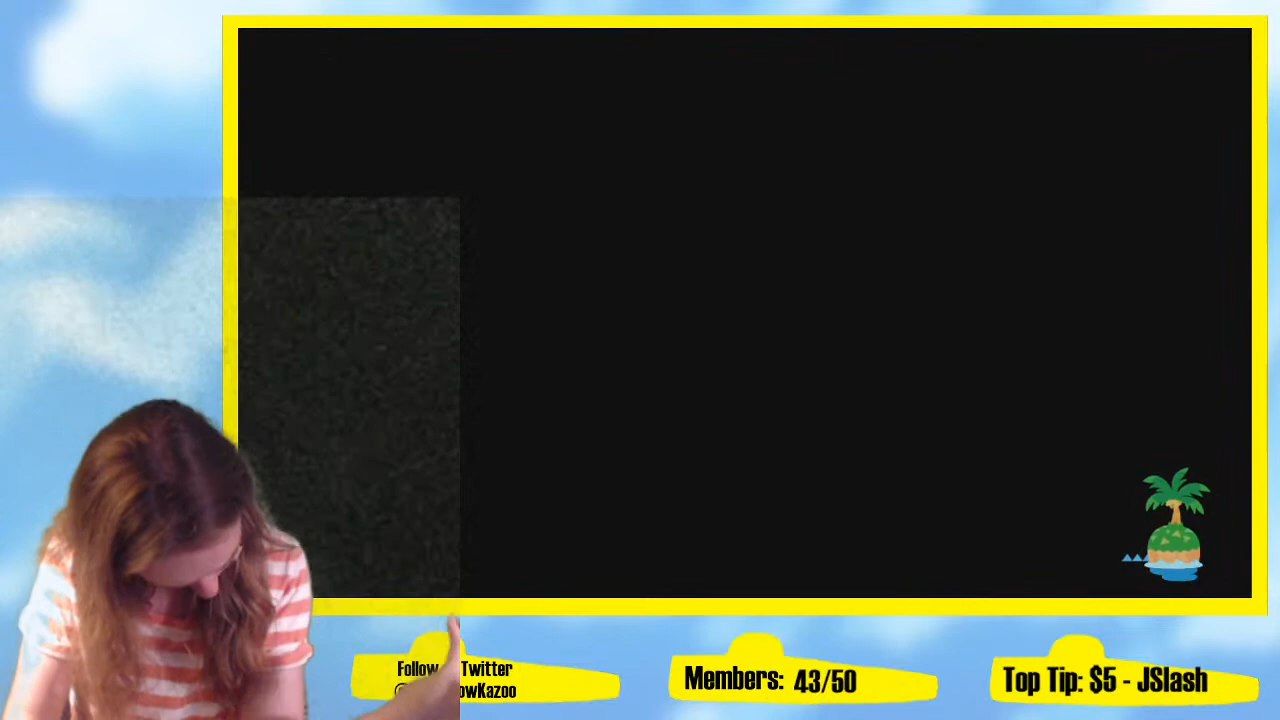 Follow Twitter
@ owKazoo
Members: 43/50
Top Tip: $5 - JSlash